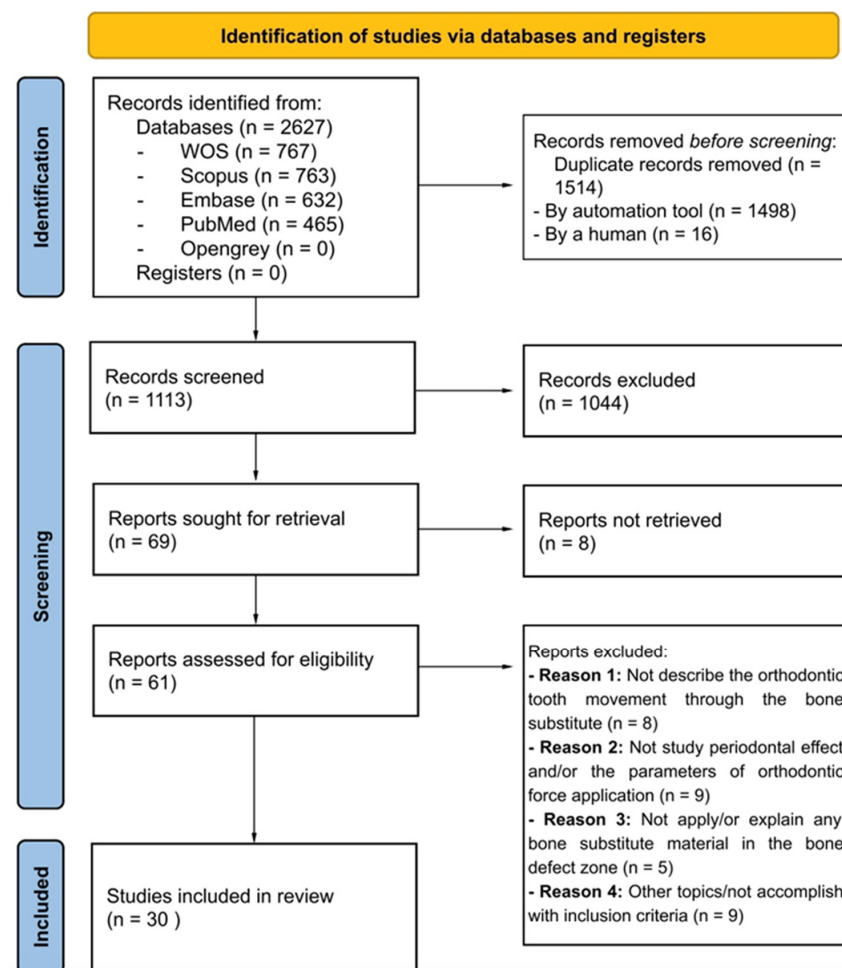 Identification of studies via databases and registers
Identification
Records identified from:
Databases (n = 2627)
- WOS (n = 767)
- Scopus (n = 763)
- Embase (n = 632)
- PubMed (n = 465)
- Opengrey (n = 0)
Registers (n = 0)
Records removed before screening:
Duplicate records removed (n =
1514)
- By automation tool (n = 1498)
- By a human (n = 16)
Screening
Records screened
(n = 1113)
Records excluded
(n = 1044)
Reports sought for retrieval
(n = 69)
Reports not retrieved
(n = 8)
Reports assessed for eligibility
(n = 61)
Reports excluded:
- Reason 1: Not describe the orthodontic
tooth movement through the bone
substitute (n = 8)
- Reason 2: Not study periodontal effect
and/or the parameters of orthodontic
force application (n = 9)
- Reason 3: Not apply/or explain any
bone substitute material in the bone
defect zone (n = 5)
- Reason 4: Other topics/not accomplish
with inclusion criteria (n = 9)
Included
Studies included in review
(n = 30 )